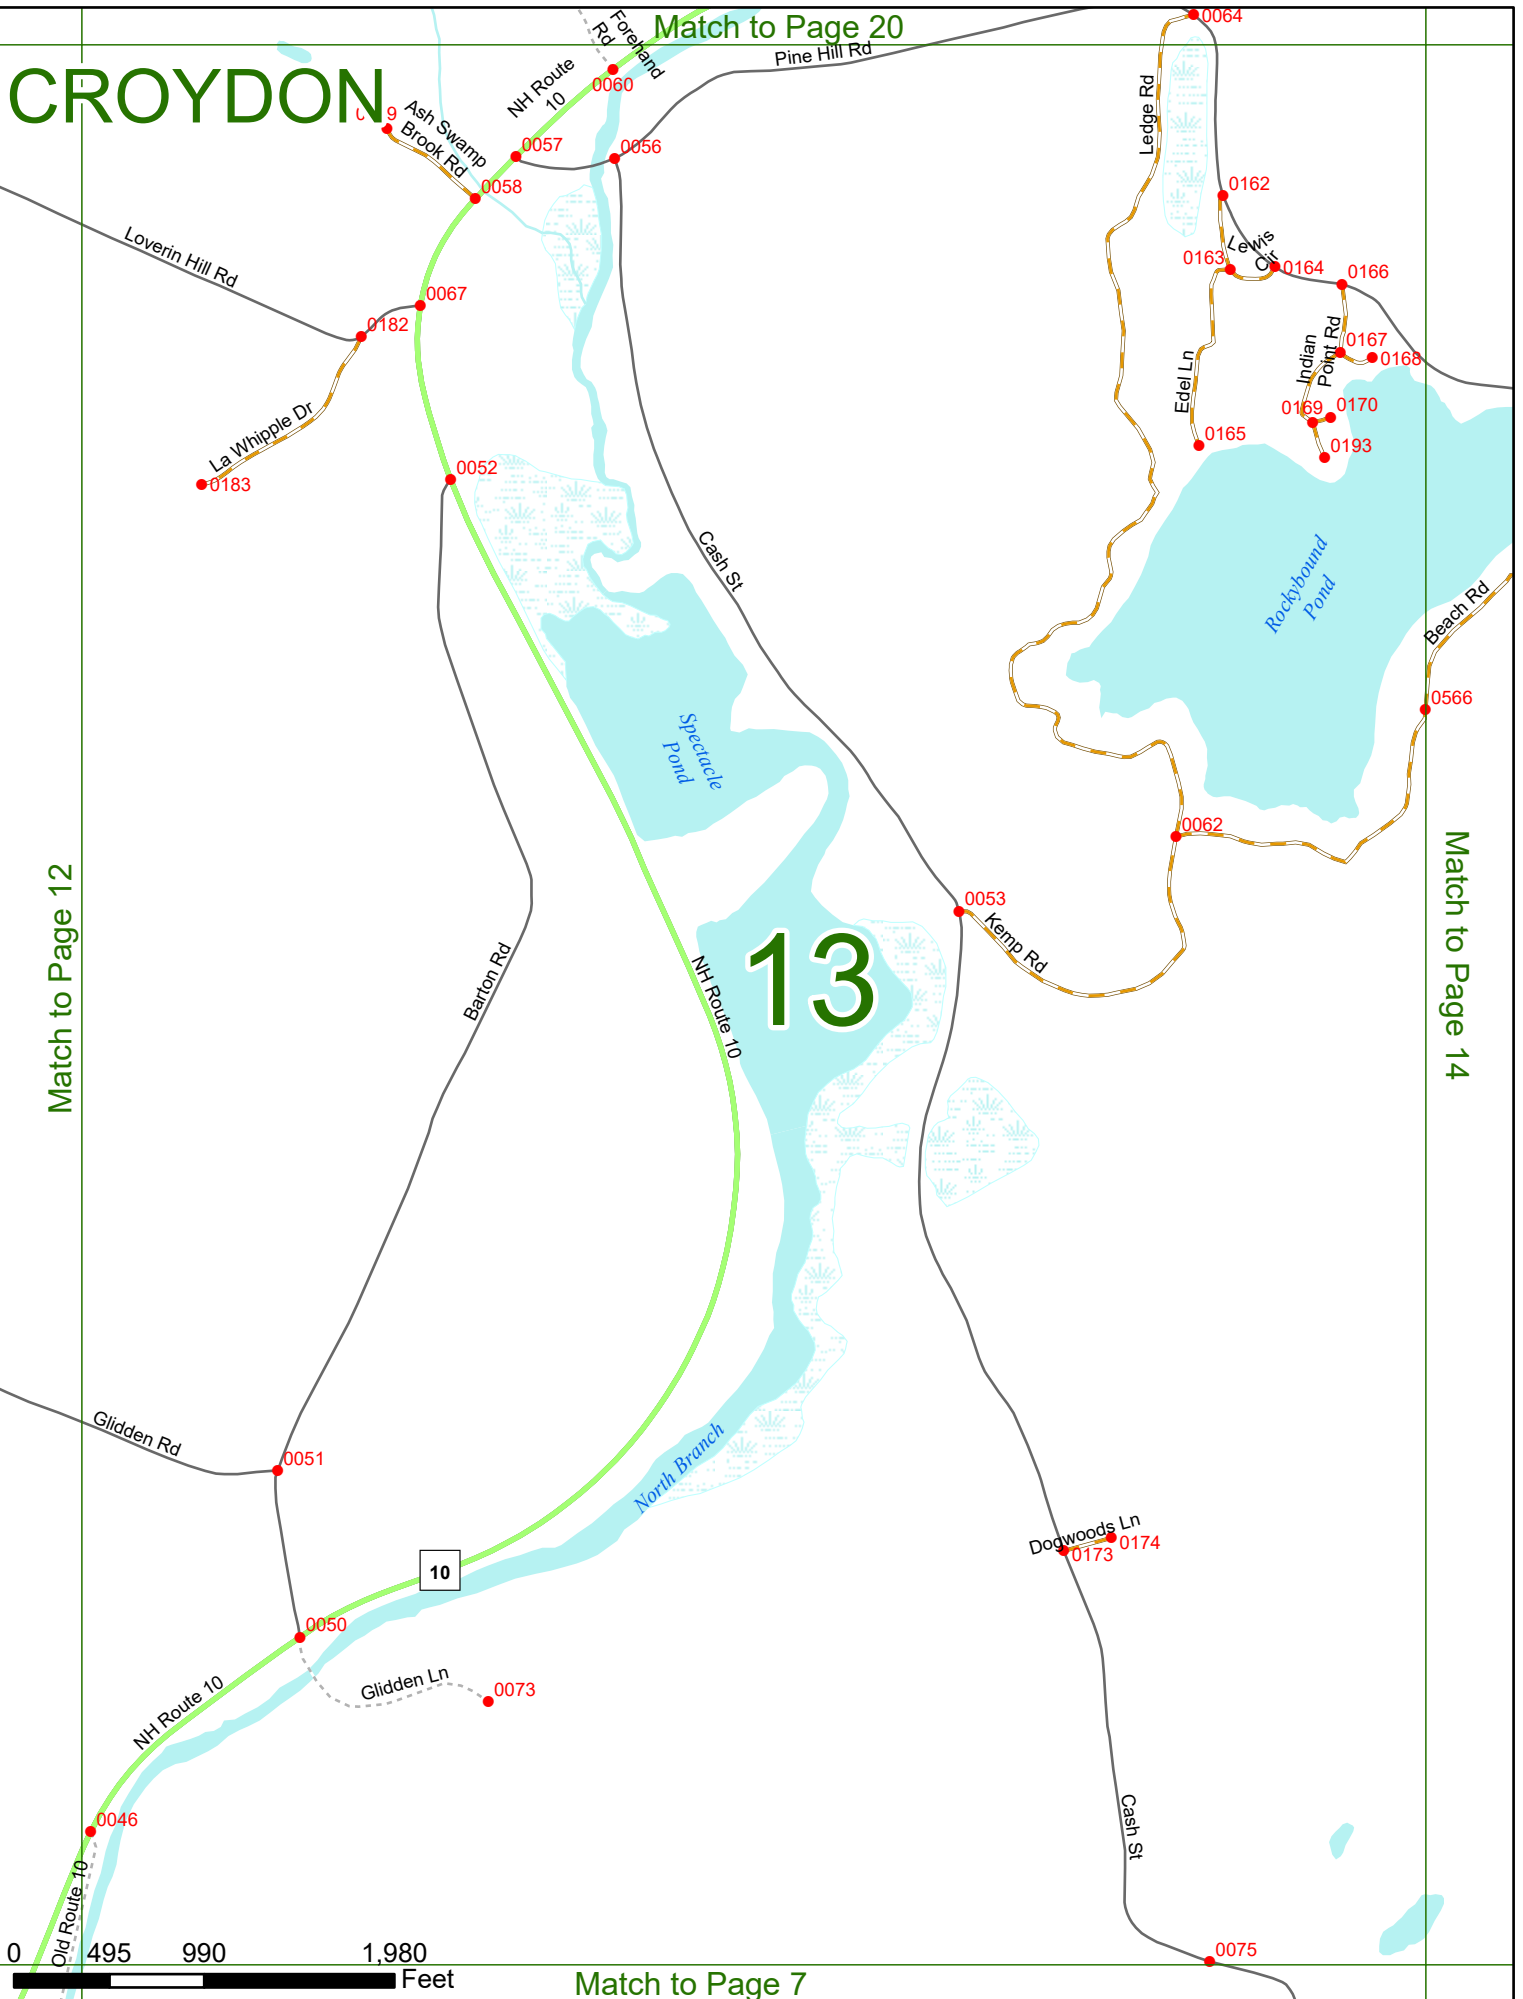 Match to Page 20
CROYDON
Forehand
Rd
Pine Hill Rd
0064
NH Route
10
0060
Ash Swamp
Brook Rd
0057
0056
0058
Ledge Rd
0162
Loverin Hill Rd
Lewis
Cir
0163
0164
0166
0067
0182
Indian
Point Rd
0167
0168
Edel Ln
La Whipple Dr
0169
0170
0165
0193
0052
0183
Cash St
Rockybound
Pond
Beach Rd
Spectacle
Pond
0566
0062
Match to Page 12
Match to Page 14
0053
Kemp Rd
13
NH Route 10
Barton Rd
Glidden Rd
0051
North Branch
Dogwoods Ln
0173
0174
10
0050
Glidden Ln
0073
NH Route 10
0046
Cash St
Old Route 10
0075
0 495 990 1,980
Feet
Match to Page 7